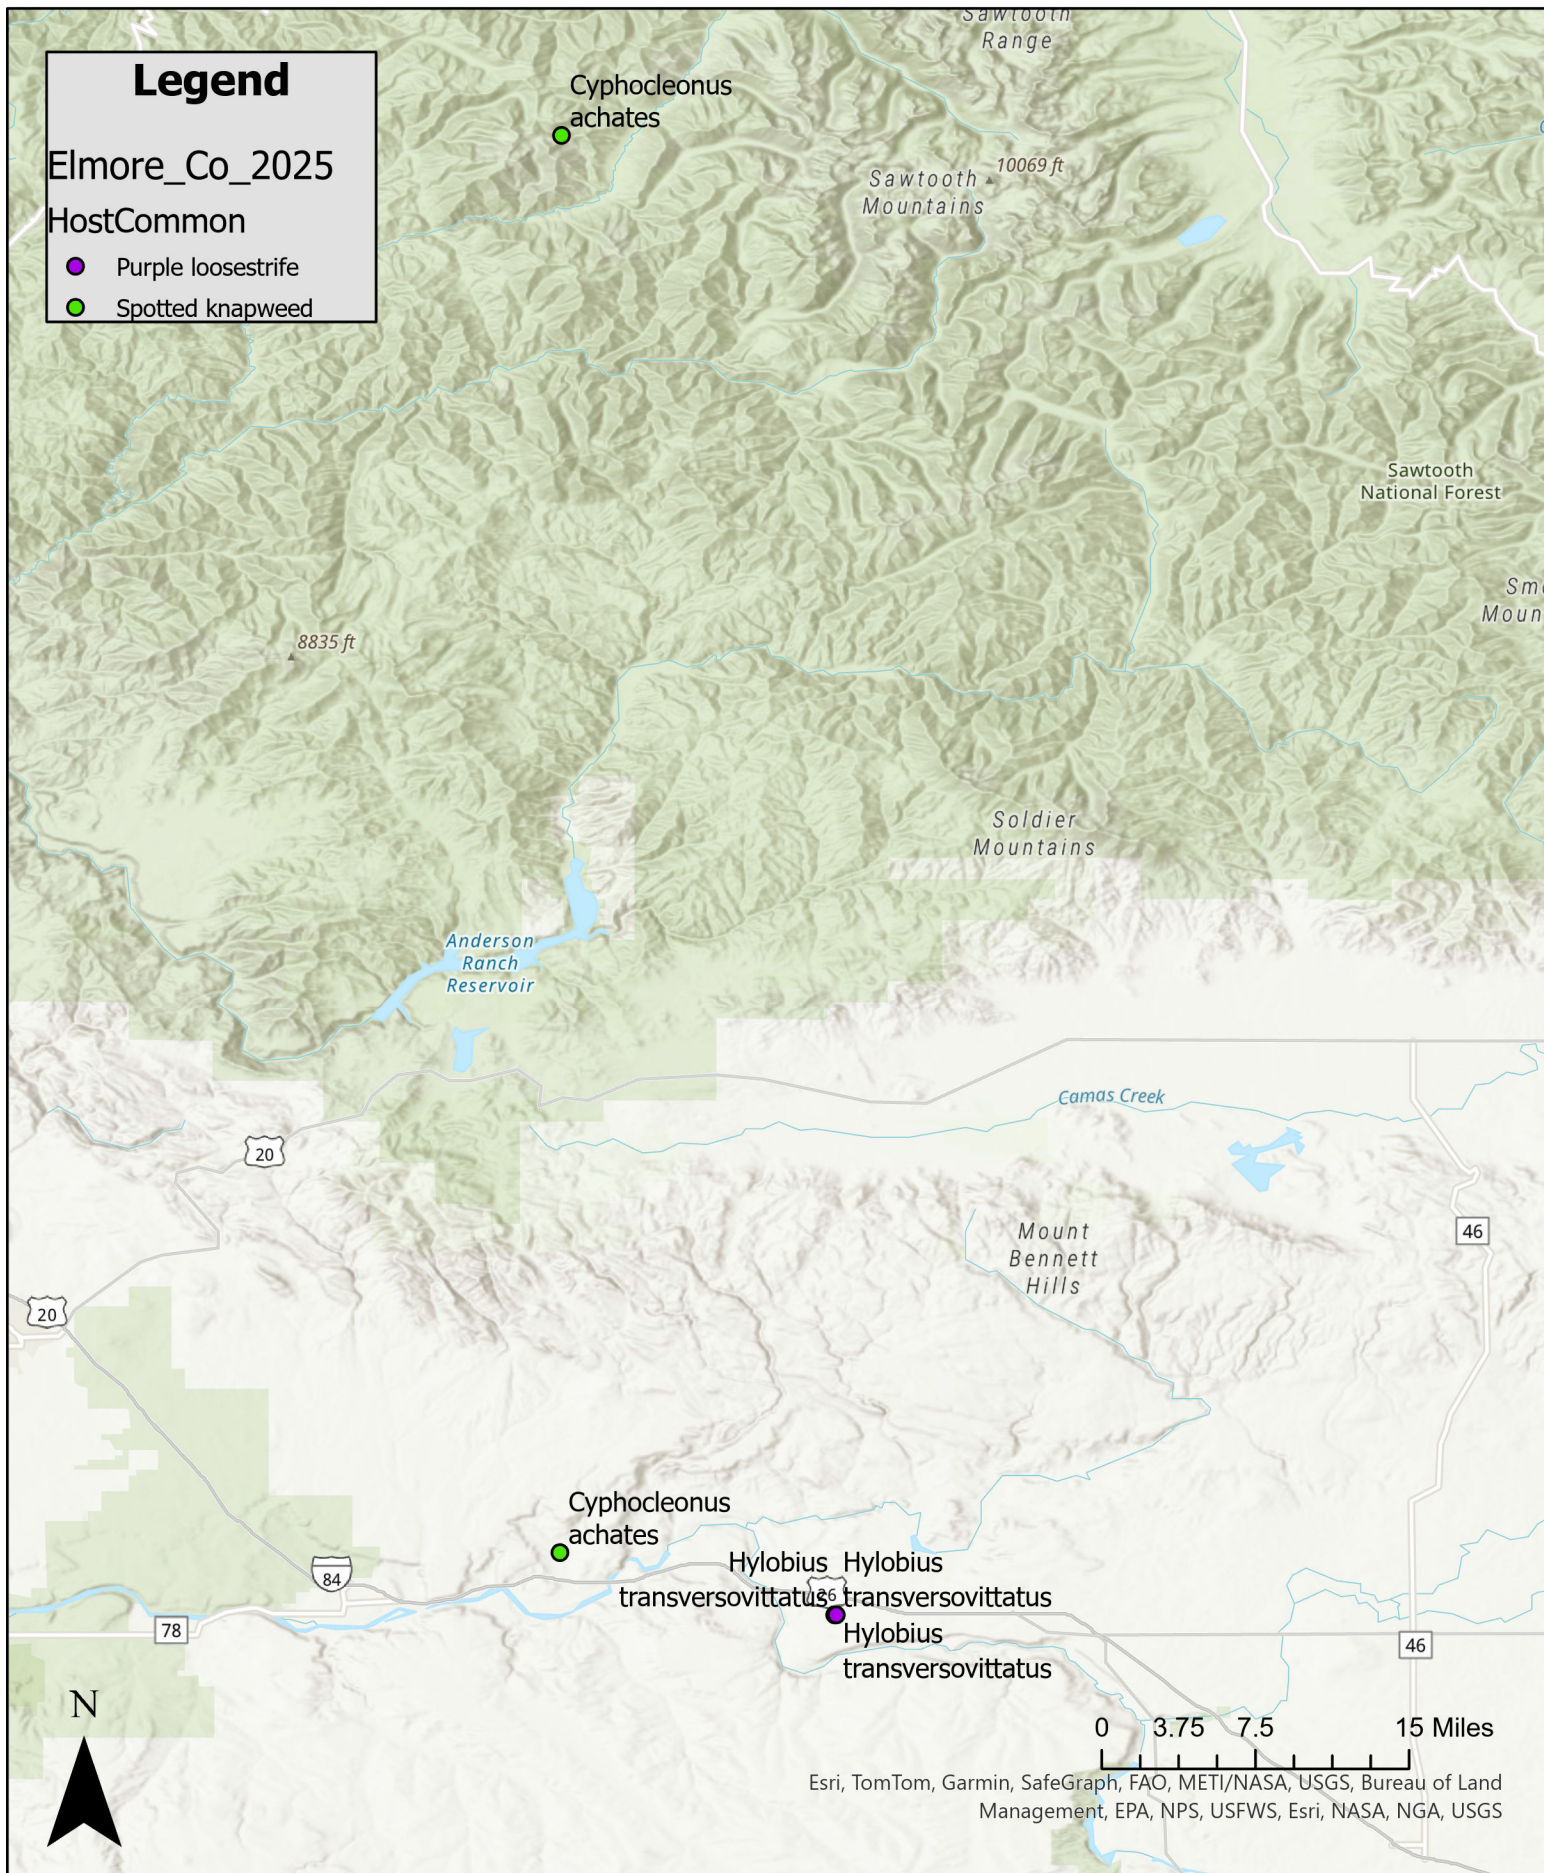 Legend
Elmore_Co_2025
HostCommon
Purple loosestrife
Spotted knapweed
Sawtooth
Range
Cyphocleonus
achates
10069 ft
Sawtooth
Mountains
Sawtooth
National Forest
8835 ft
Soldier
Mountains
Anderson
Ranch
Reservoir
Camas Creek
20
46
Mount
Bennett
Hills
20
Cyphocleonus
achates
84
Hylobius
transversovittatus
Hylobius
transversovittatus
26
Hylobius
transversovittatus
78
46
N
0 3.75 7.5 15 Miles
Esri, TomTom, Garmin, SafeGraph, FAO, METI/NASA, USGS, Bureau of Land
Management, EPA, NPS, USFWS, Esri, NASA, NGA, USGS